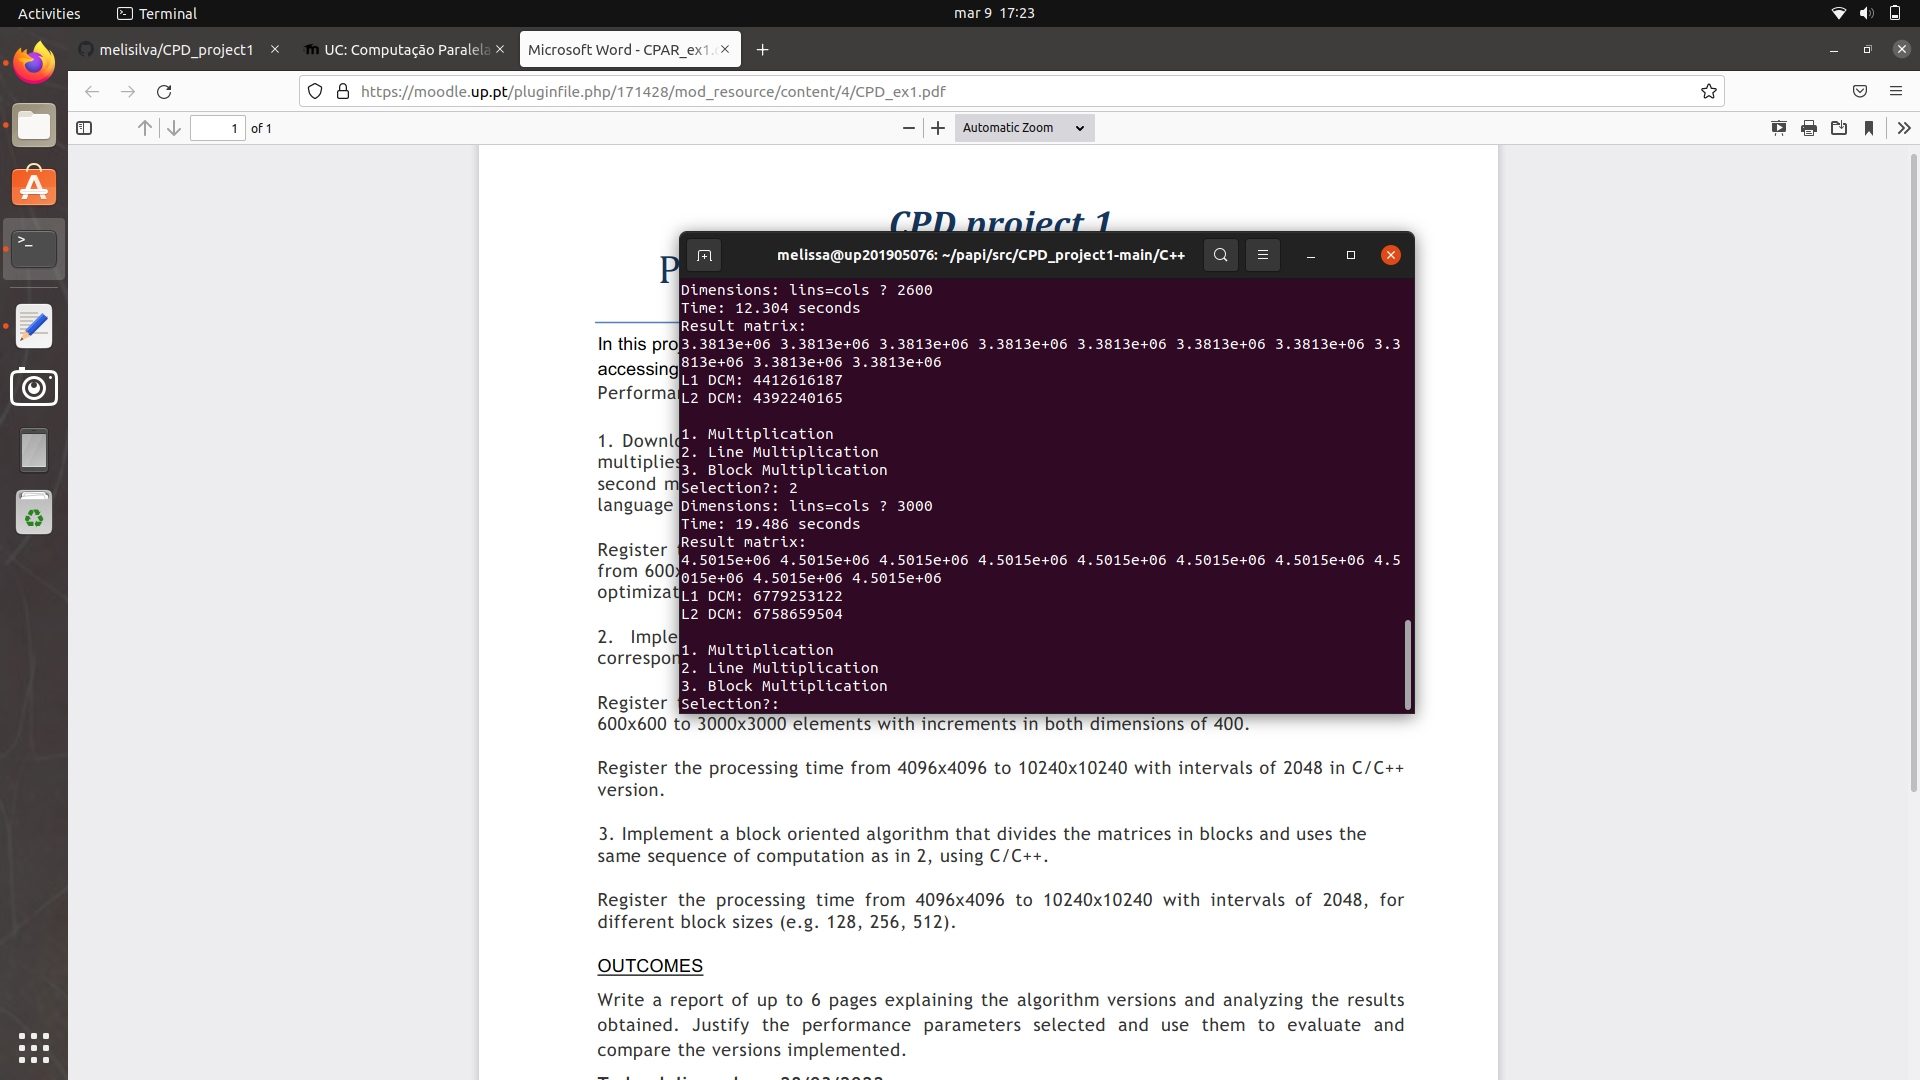 Activities
Terminal
mar 9 17:23
melisilva/CPD_project1
UC: Computação Paralela
Microsoft Word - CPAR_ex1.
https://moodle.up.pt/pluginfile.php/171428/mod_resource/content/4/CPD_ex1.pdf
1 of 1
Automatic Zoom
CPD project 1
melissa@up201905076: ~/papi/src/CPD_project1-main/C++
Dimensions: lins=cols ? 2600
Time: 12.304 seconds
Result matrix:
3.3813e+06 3.3813e+06 3.3813e+06 3.3813e+06 3.3813e+06 3.3813e+06 3.3813e+06 3.3
813e+06 3.3813e+06 3.3813e+06
L1 DCM: 4412616187
L2 DCM: 4392240165
1. Multiplication
2. Line Multiplication
3. Block Multiplication
Selection?: 2
Dimensions: lins=cols ? 3000
Time: 19.486 seconds
Result matrix:
4.5015e+06 4.5015e+06 4.5015e+06 4.5015e+06 4.5015e+06 4.5015e+06 4.5015e+06 4.5
015e+06 4.5015e+06 4.5015e+06
L1 DCM: 6779253122
L2 DCM: 6758659504
1. Multiplication
2. Line Multiplication
3. Block Multiplication
Selection?:
P
In this pro
accessing
Performa
1. Downlo
multiplies
second m
language
Register
from 600x
optimizat
2. Imple
correspon
Register
600x600 to 3000x3000 elements with increments in both dimensions of 400.
Register the processing time from 4096x4096 to 10240x10240 with intervals of 2048 in C/C++
version.
3. Implement a block oriented algorithm that divides the matrices in blocks and uses the
same sequence of computation as in 2, using C/C++.
Register the processing time from 4096x4096 to 10240x10240 with intervals of 2048, for
different block sizes (e.g. 128, 256, 512).
OUTCOMES
Write a report of up to 6 pages explaining the algorithm versions and analyzing the results
obtained. Justify the performance parameters selected and use them to evaluate and
compare the versions implemented.